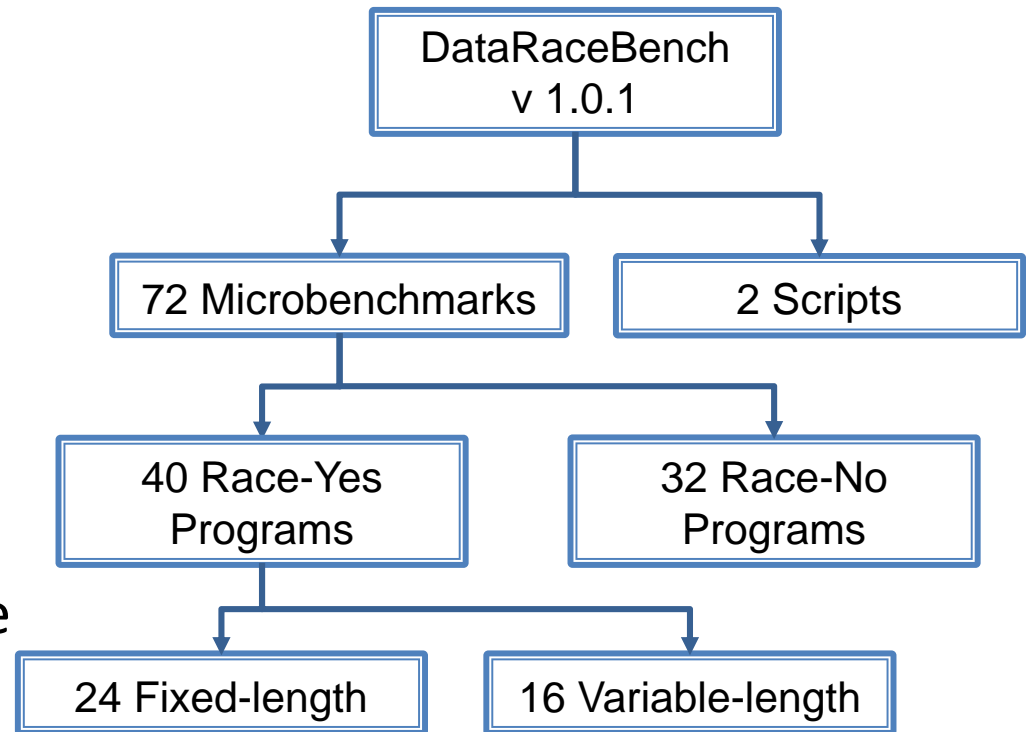 DataRaceBench
v 1.0.1
72 Microbenchmarks
2 Scripts
40 Race-Yes
Programs
32 Race-No
Programs
e
24 Fixed-length
16 Variable-length